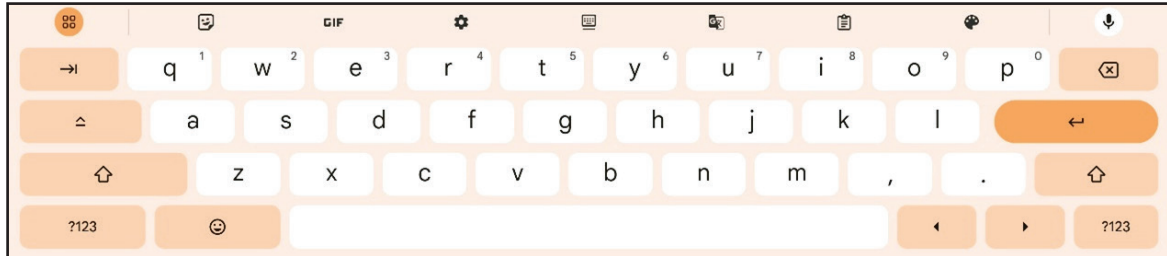 GIF
q 1 w 2 e 3 r 4 t 5 y 6 u 7 i 8 o 9 p 0
a s d f g h j k l
z x c v b n m , .
?123 ?123